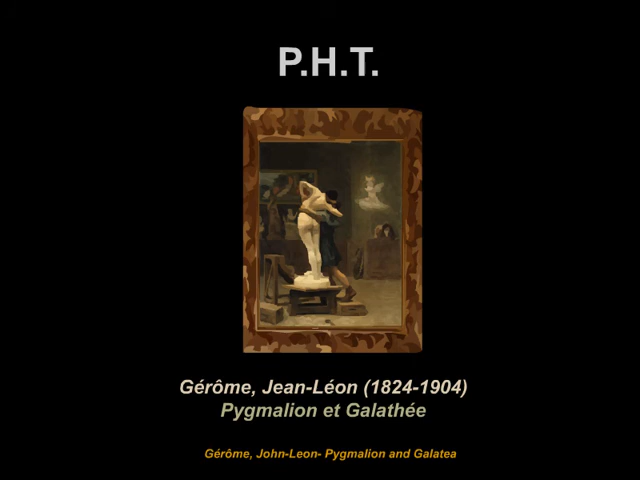 P.H.T.
Gérôme, Jean-Léon (1824-1904)
Pygmalion et Galathée
Gérôme, John-Leon- Pygmalion and Galatea